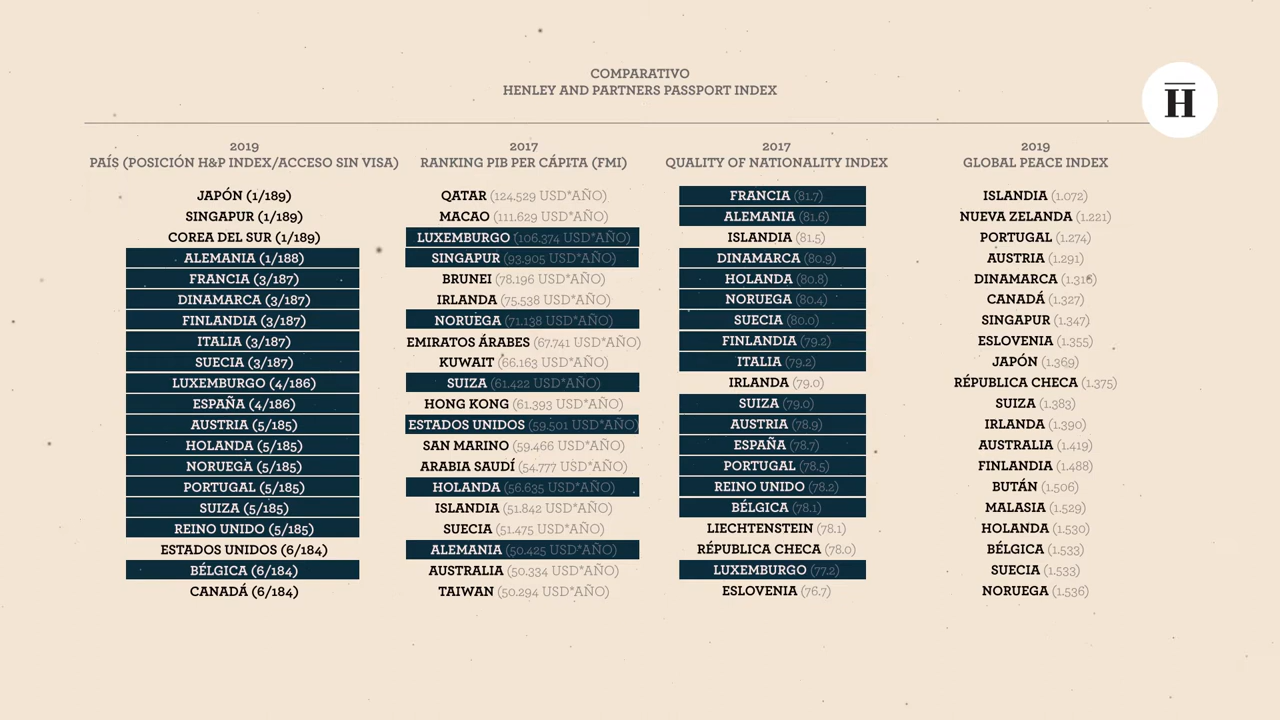 COMPARATIVO
HENLEY AND PARTNERS PASSPORT INDEX
H
2019
PAÍS (POSICIÓN H&P INDEX/ACCESO SIN VISA)
JAPÓN (1/189)
SINGAPUR (1/189)
COREA DEL SUR (1/189)
ALEMANIA (1/188)
FRANCIA (3/187)
DINAMARCA (3/187)
FINLANDIA (3/187)
ITALIA (3/187)
SUECIA (3/187)
LUXEMBURGO (4/186)
ESPAÑA (4/186)
AUSTRIA (5/185)
HOLANDA (5/185)
NORUEGA (5/185)
PORTUGAL (5/185)
SUIZA (5/185)
REINO UNIDO (5/185)
ESTADOS UNIDOS (6/184)
BÉLGICA (6/184)
CANADÁ (6/184)
2017
RANKING PIB PER CÁPITA (FMI)
QATAR (124.529 USD*AÑO)
MACAO (111.629 USD*AÑO)
LUXEMBURGO (106.374 USD*AÑO)
SINGAPUR (93.905 USD*AÑO)
BRUNEI (78.196 USD*AÑO)
IRLANDA (75.538 USD*AÑO)
NORUEGA (71.138 USD*AÑO)
EMIRATOS ÁRABES (67.741 USD*AÑO)
KUWAIT (66.163 USD*AÑO)
SUIZA (61.422 USD*AÑO)
HONG KONG (61.393 USD*AÑO)
ESTADOS UNIDOS (59.501 USD*AÑO)
SAN MARINO (59.466 USD*AÑO)
ARABIA SAUDÍ (54.777 USD*AÑO)
HOLANDA (56.635 USD*AÑO)
ISLANDIA (51.842 USD*AÑO)
SUECIA (51.475 USD*AÑO)
ALEMANIA (50.425 USD*AÑO)
AUSTRALIA (50.334 USD*AÑO)
TAIWAN (50.294 USD*AÑO)
2017
QUALITY OF NATIONALITY INDEX
FRANCIA (81.7)
ALEMANIA (81.6)
ISLANDIA (81.5)
DINAMARCA (80.9)
HOLANDA (80.8)
NORUEGA (80.4)
SUECIA (80.0)
FINLANDIA (79.2)
ITALIA (79.2)
IRLANDA (79.0)
SUIZA (79.0)
AUSTRIA (78.9)
ESPAÑA (78.7)
PORTUGAL (78.5)
REINO UNIDO (78.2)
BÉLGICA (78.1)
LIECHTENSTEIN (78.1)
RÉPUBLICA CHECA (78.0)
LUXEMBURGO (77.2)
ESLOVENIA (76.7)
2019
GLOBAL PEACE INDEX
ISLANDIA (1.072)
NUEVA ZELANDA (1.221)
PORTUGAL (1.274)
AUSTRIA (1.291)
DINAMARCA (1.316)
CANADÁ (1.327)
SINGAPUR (1.347)
ESLOVENIA (1.355)
JAPÓN (1.369)
RÉPUBLICA CHECA (1.375)
SUIZA (1.383)
IRLANDA (1.390)
AUSTRALIA (1.419)
FINLANDIA (1.488)
BUTÁN (1.506)
MALASIA (1.529)
HOLANDA (1.530)
BÉLGICA (1.533)
SUECIA (1.533)
NORUEGA (1.536)